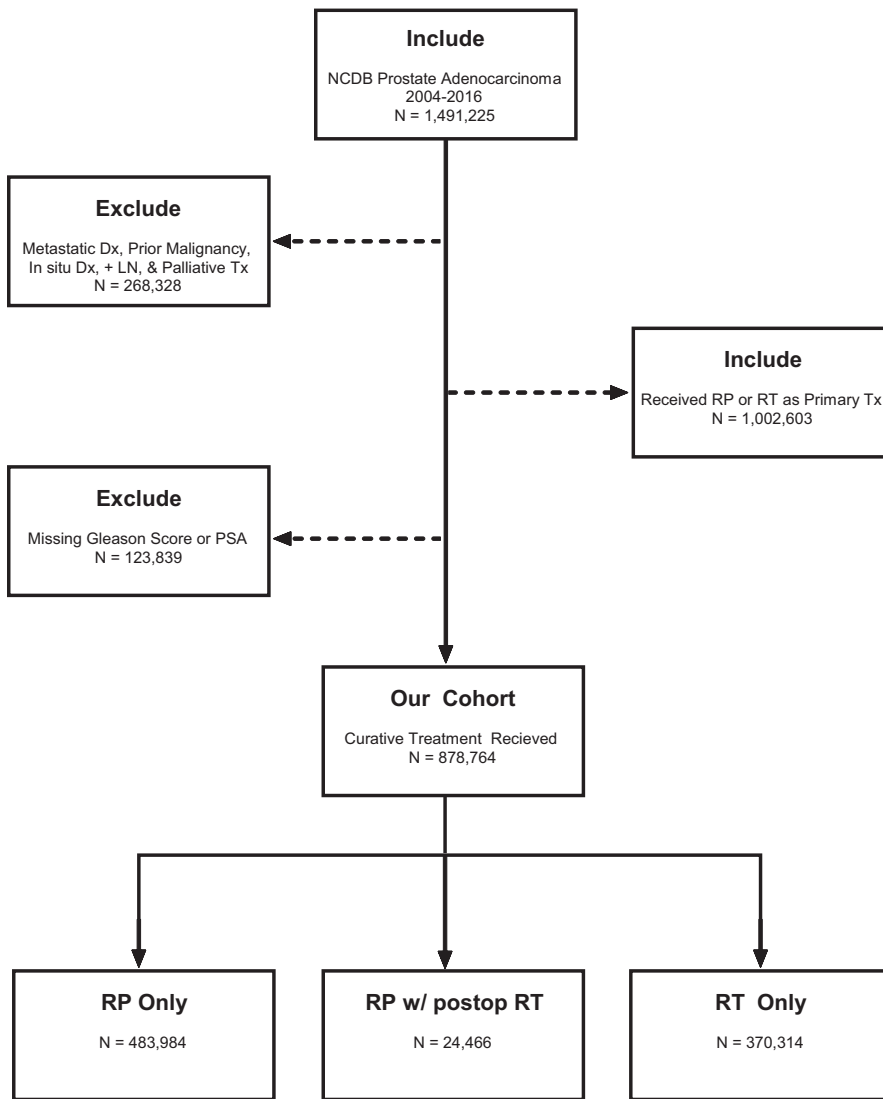 Include
NCDB Prostate Adenocarcinoma
2004-2016
N = 1,491,225
Exclude
Metastatic Dx, Prior Malignancy,
In situ Dx, + LN, & Palliative Tx
N = 268,328
Include
Received RP or RT as Primary Tx
N = 1,002,603
Exclude
Missing Gleason Score or PSA
N = 123,839
Our Cohort
Curative Treatment Recieved
N = 878,764
RP Only
N = 483,984
RP w/ postop RT
N = 24,466
RT Only
N = 370,314